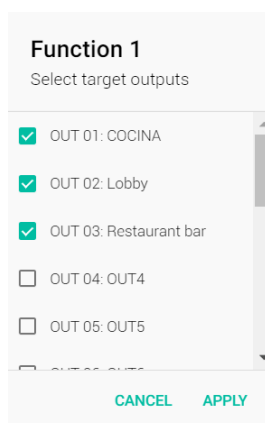 Function 1
Select target outputs
OUT 01: COCINA
OUT 02: Lobby
OUT 03: Restaurant bar
OUT 04: OUT4
OUT 05: OUT5
CANCEL APPLY